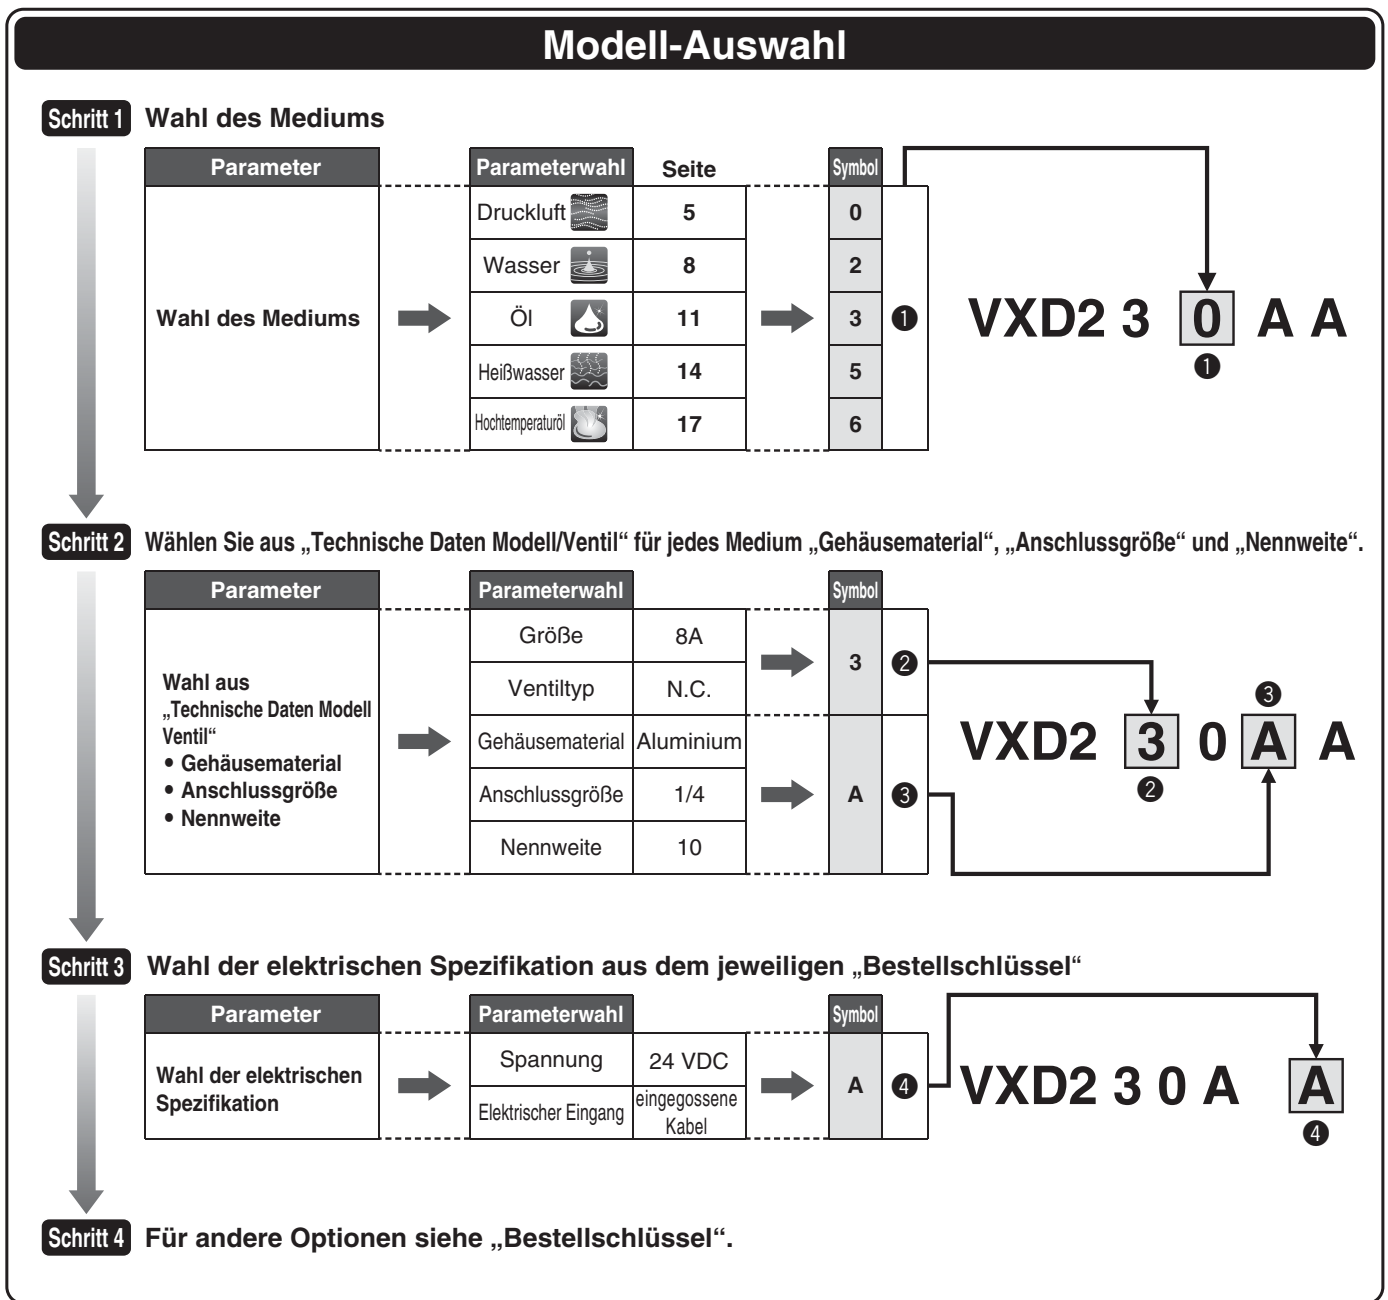 Modell-Auswahl
Schritt 1 Wahl des Mediums
Parameter Parameterwahl Seite Symbol
Wahl des Mediums
Druckluft 5 0
Wasser 8 2
Öl 11 3 ❶
Heißwasser 14 5
Hochtemperaturöl 17 6
VXD2 3 0 A A
❶
Schritt 2 Wählen Sie aus „Technische Daten Modell/Ventil“ für jedes Medium „Gehäusematerial“, „Anschlussgröße“ und „Nennweite“.
Parameter Parameterwahl Symbol
Wahl aus
„Technische Daten Modell
Ventil“
• Gehäusematerial
• Anschlussgröße
• Nennweite
Größe 8A
Ventiltyp N.C.
3 ❷
Gehäusematerial Aluminium
Anschlussgröße 1/4
Nennweite 10
A ❸
❸
VXD2 3 0 A A
❷
Schritt 3 Wahl der elektrischen Spezifikation aus dem jeweiligen „Bestellschlüssel“
Parameter Parameterwahl Symbol
Wahl der elektrischen
Spezifikation
Spannung 24 VDC
Elektrischer Eingang eingegossene
Kabel
A ❹
VXD2 3 0 A A
❹
Schritt 4 Für andere Optionen siehe „Bestellschlüssel“.